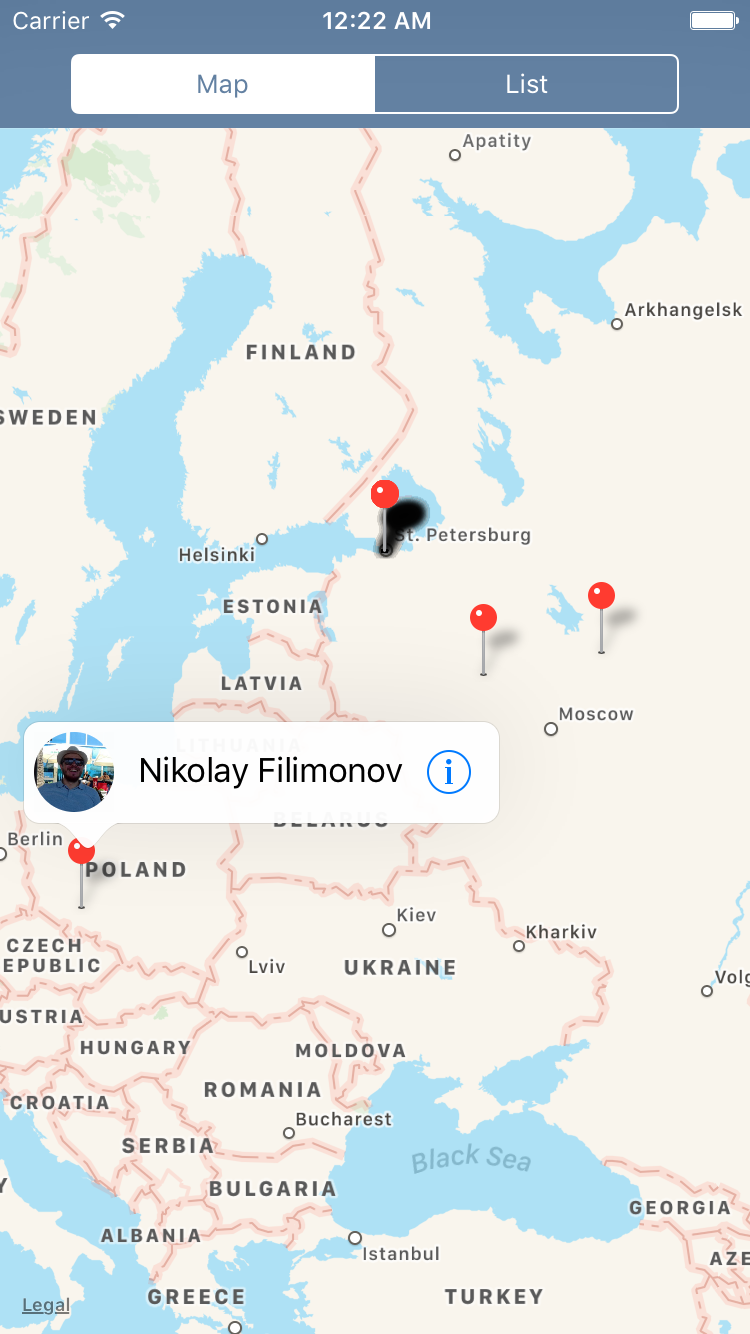 Carrier 12:22 AM
Map List
Apatity
Arkhangelsk
FINLAND
SWEDEN
St. Petersburg
Helsinki
ESTONIA
LATVIA
Moscow
LITHUANIA
Nikolay Filimonov
BELARUS
Berlin
POLAND
Kiev
Kharkiv
CZECH
EPUBLIC
Lviv
UKRAINE
Volg
USTRIA
HUNGARY
MOLDOVA
ROMANIA
CROATIA
Bucharest
SERBIA
Black Sea
BULGARIA
GEORGIA
ALBANIA
Istanbul
AZE
GREECE
TURKEY
Legal